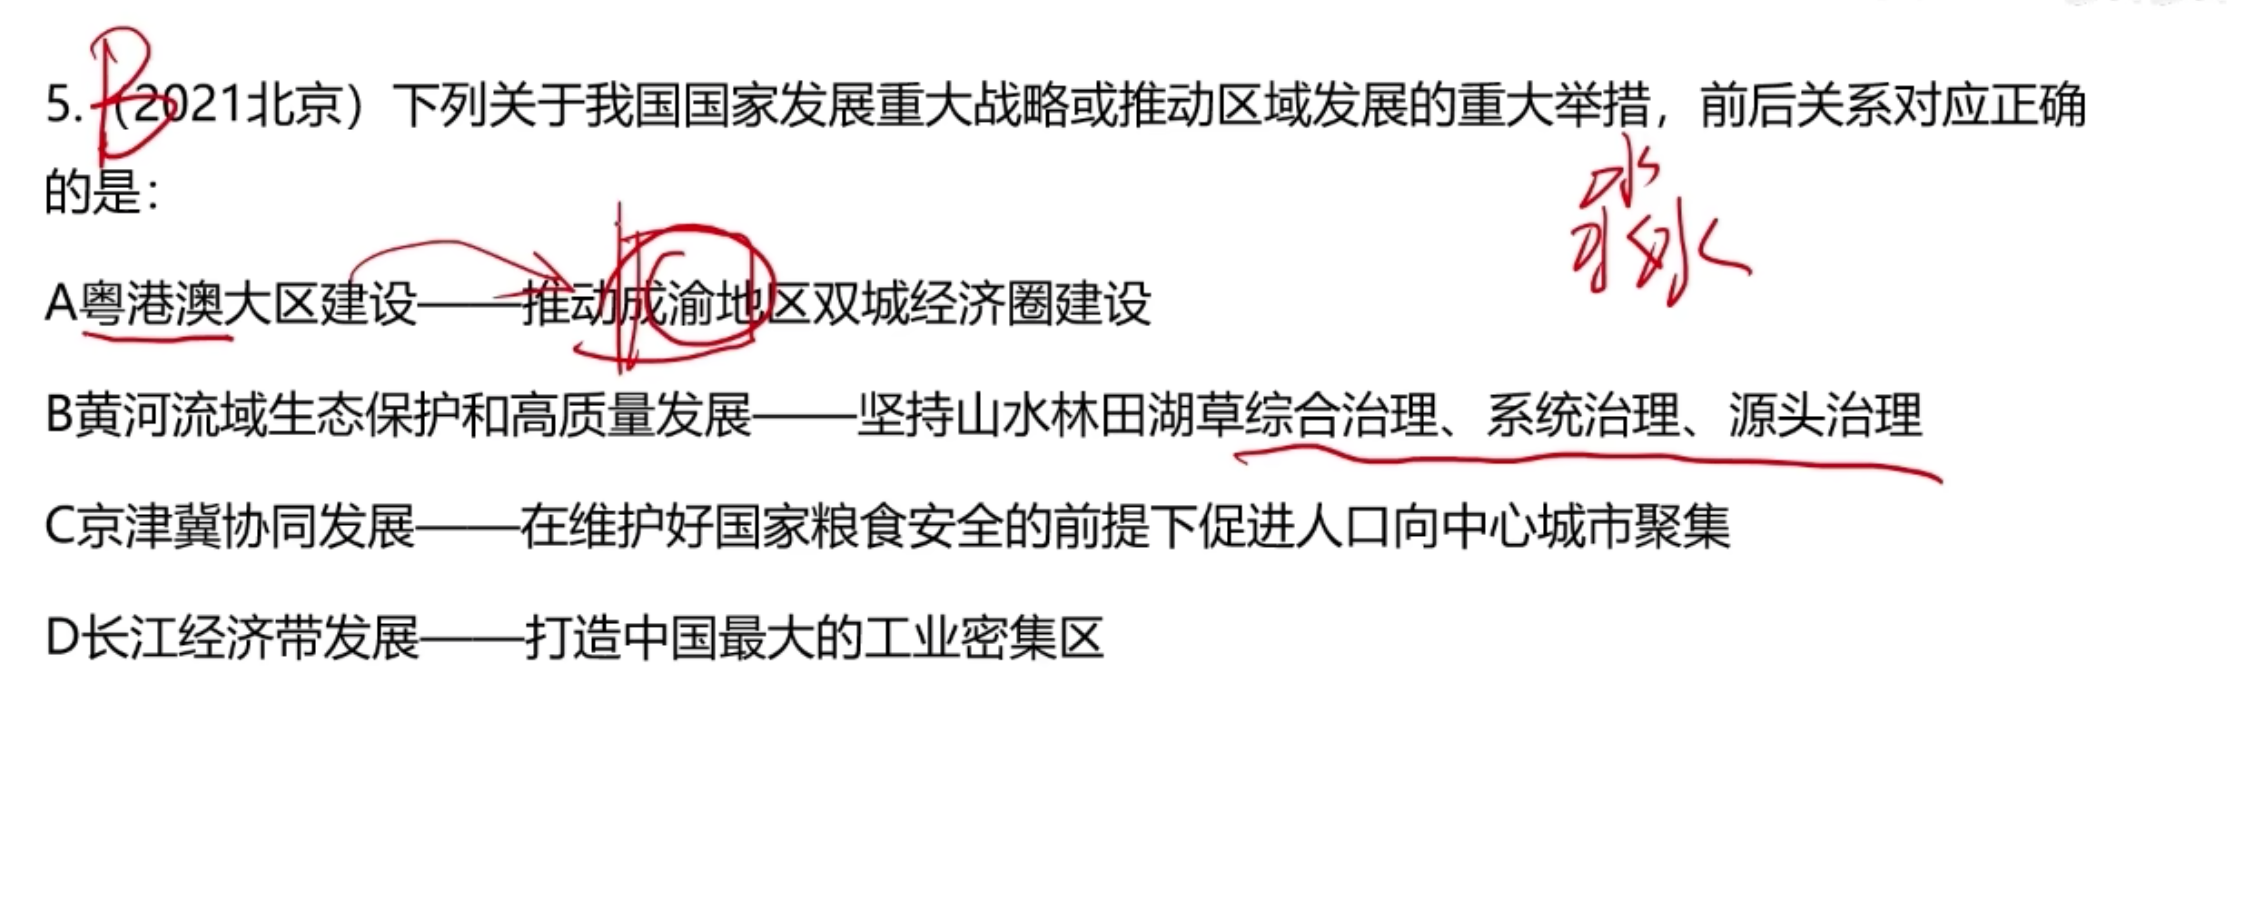 B
5.（2021北京）下列关于我国国家发展重大战略或推动区域发展的重大举措，前后关系对应正确
的是：
A粤港澳大区建设——推动成渝地区双城经济圈建设
B黄河流域生态保护和高质量发展——坚持山水林田湖草综合治理、系统治理、源头治理
C京津冀协同发展——在维护好国家粮食安全的前提下促进人口向中心城市聚集
D长江经济带发展——打造中国最大的工业密集区